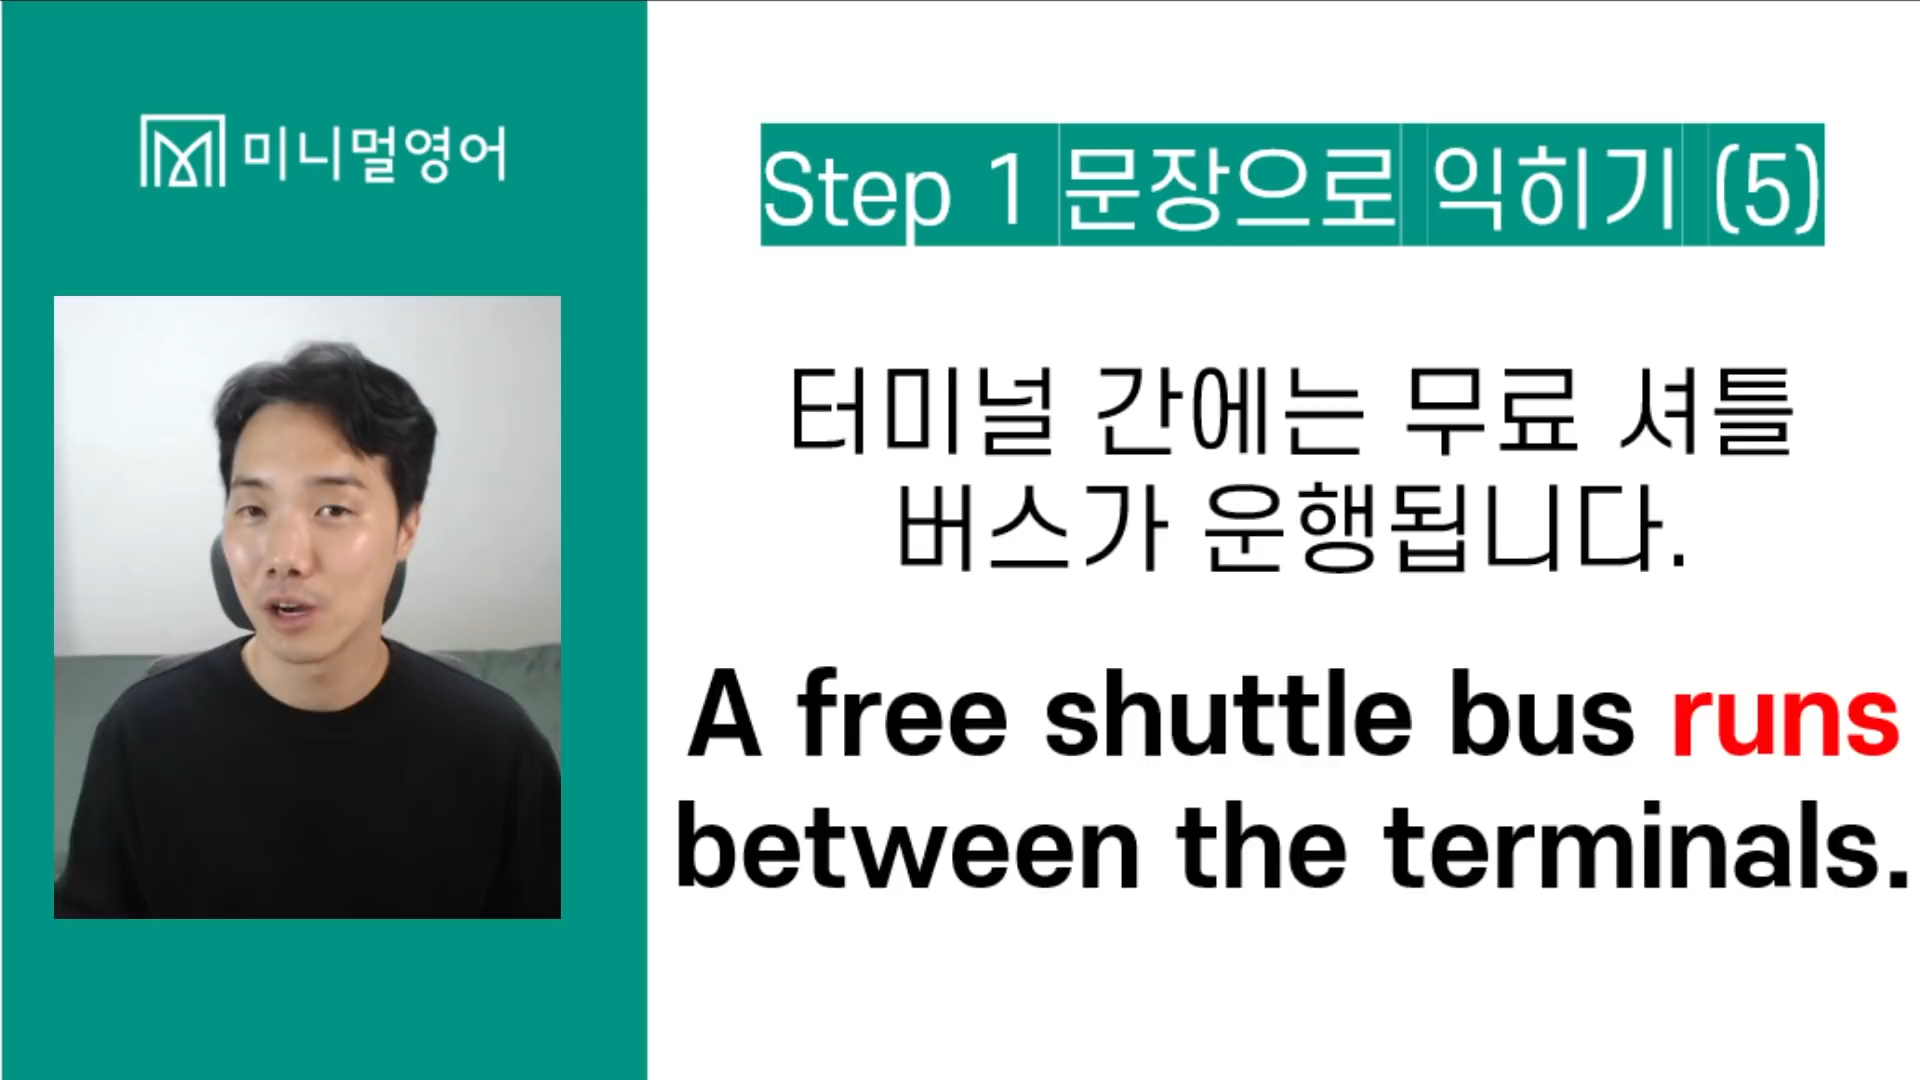 미니멀영어
Step 1 문장으로 익히기 (5)
터미널 간에는 무료 셔틀
버스가 운행됩니다.
A free shuttle bus runs
between the terminals.